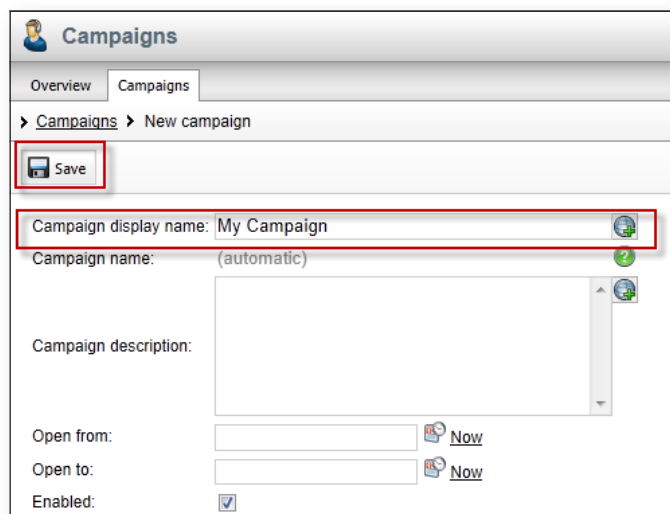 Campaigns
Overview Campaigns
Campaigns New campaign
Save
Campaign display name: My Campaign
Campaign name: (automatic)
Campaign description:
Open from: Now
Open to: Now
Enabled: